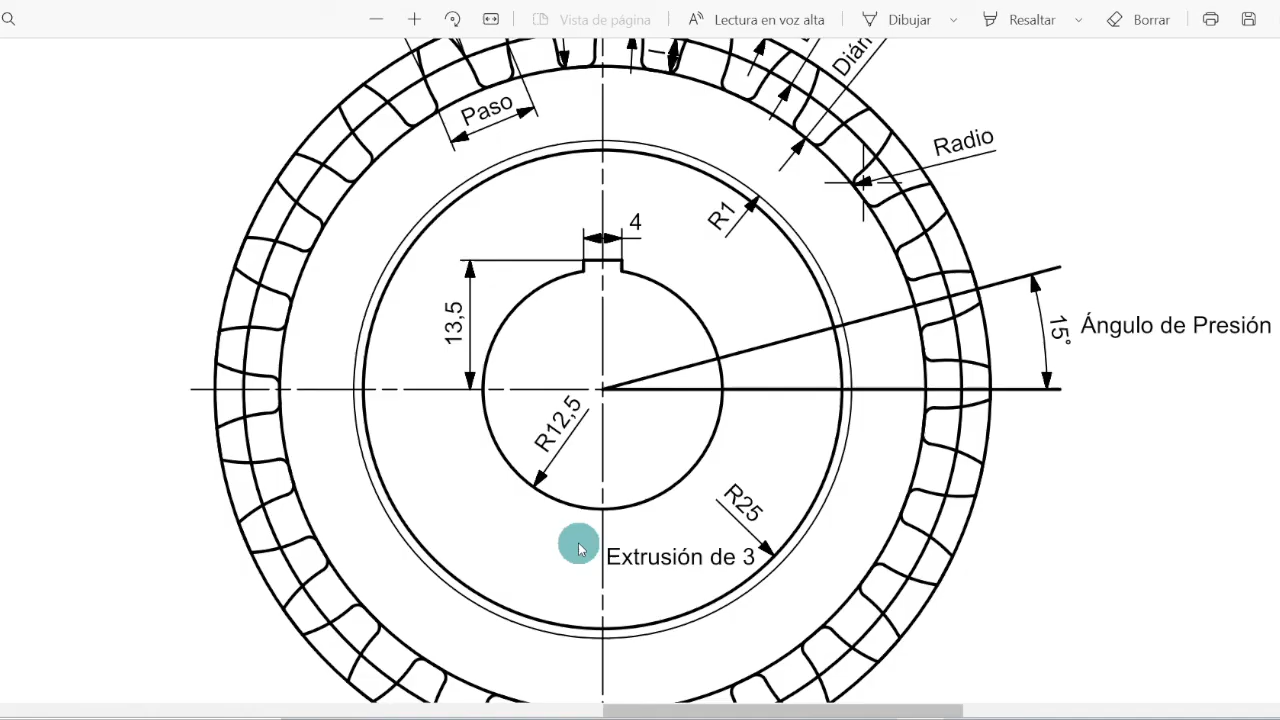 Vista de página
A Lectura en voz alta
Dibujar
Resaltar
Borrar
Paso
Radio
R1
4
13,5
15° Ángulo de Presión
R12,5
R25
Extrusión de 3